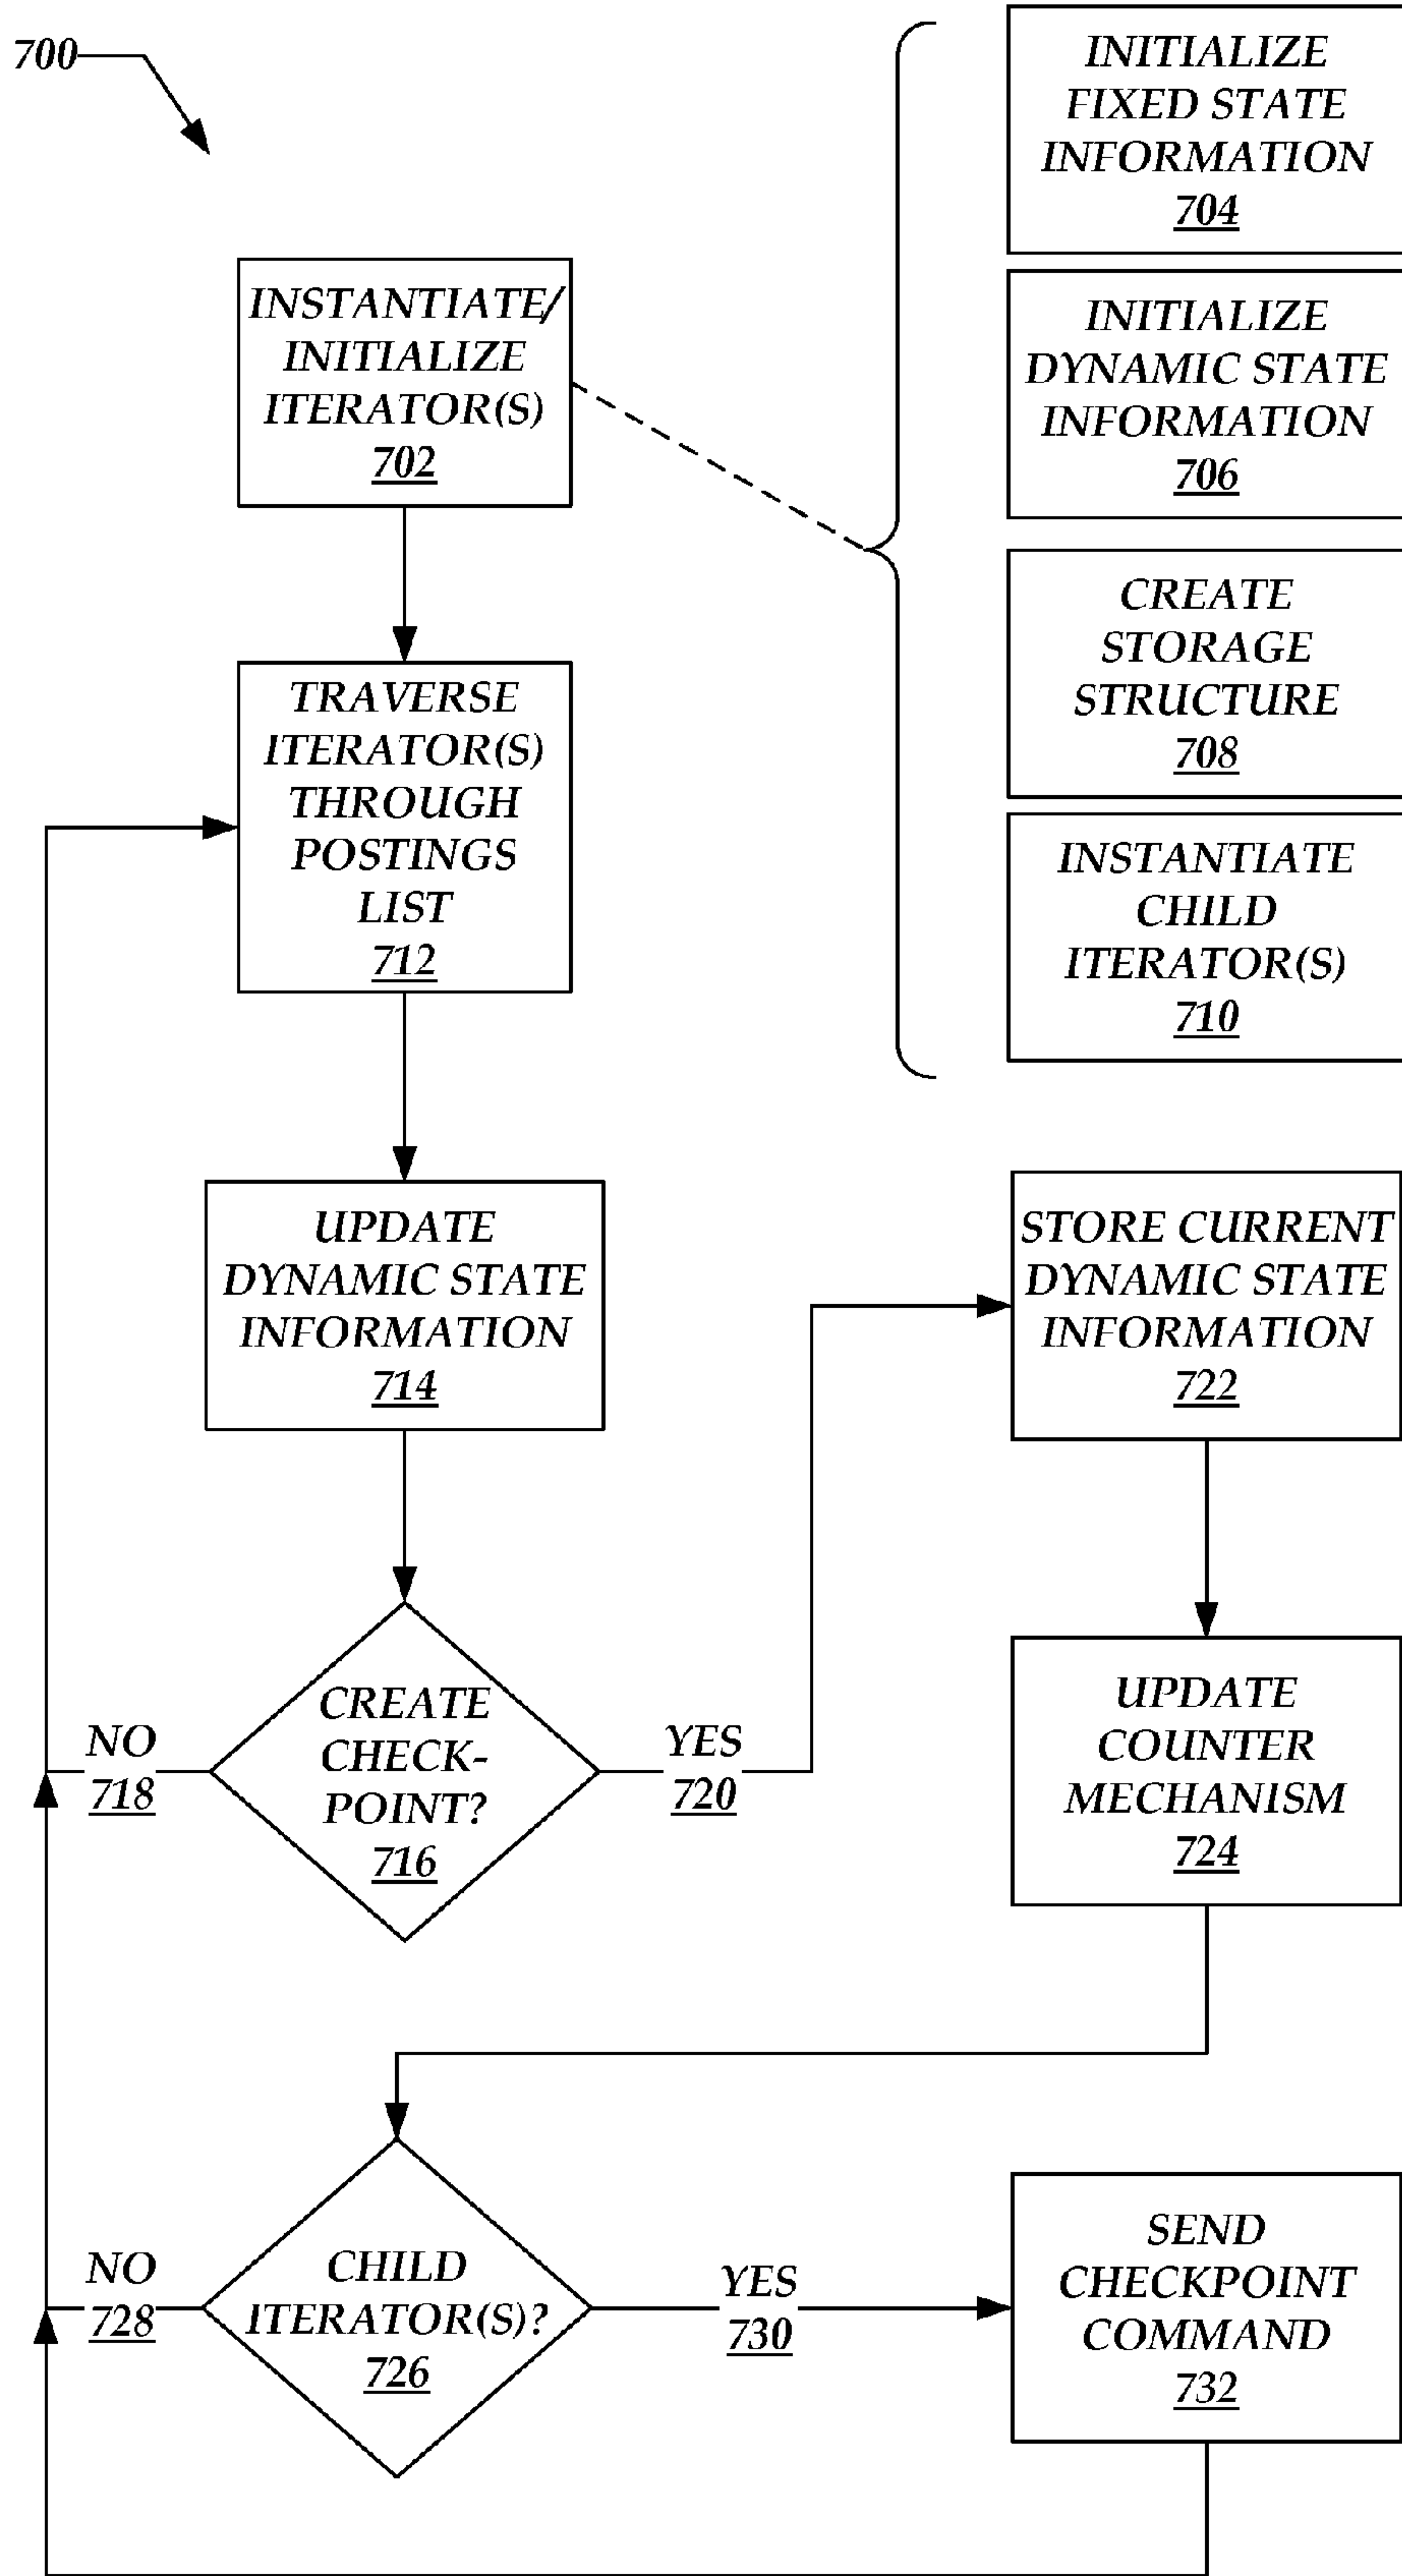 700
INITIALIZE
FIXED STATE
INFORMATION
704
INSTANTIATE/
INITIALIZE
ITERATOR(S)
702
INITIALIZE
DYNAMIC STATE
INFORMATION
706
CREATE
STORAGE
STRUCTURE
708
INSTANTIATE
CHILD
ITERATOR(S)
710
TRAVERSE
ITERATOR(S)
THROUGH
POSTINGS
LIST
712
UPDATE
DYNAMIC STATE
INFORMATION
714
CREATE
CHECK-
POINT?
716
NO
718
YES
720
STORE CURRENT
DYNAMIC STATE
INFORMATION
722
UPDATE
COUNTER
MECHANISM
724
CHILD
ITERATOR(S)?
726
NO
728
YES
730
SEND
CHECKPOINT
COMMAND
732